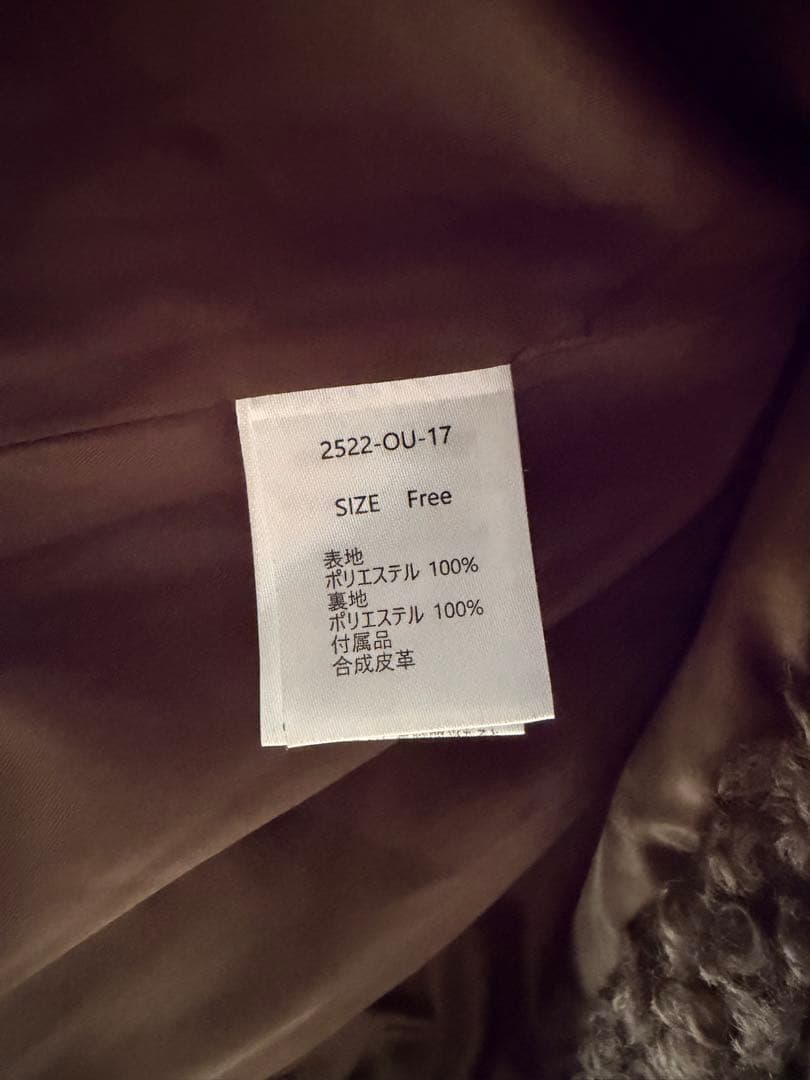 2522-OU-17
SIZE Free
表地
ポリエステル 100%
裏地
ポリエステル 100%
付属品
合成皮革